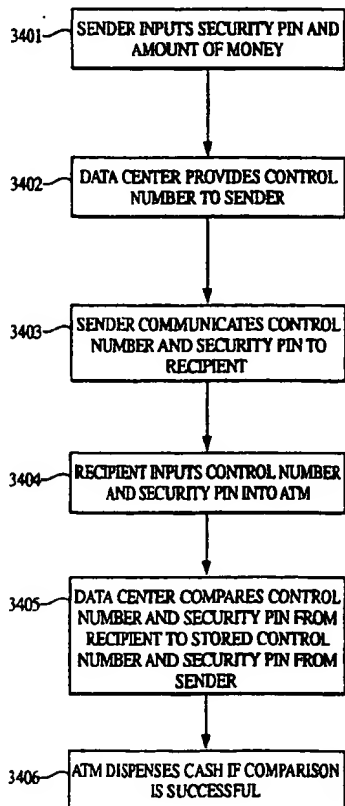 3401
SENDER INPUTS SECURITY PIN AND
AMOUNT OF MONEY
3402
DATA CENTER PROVIDES CONTROL
NUMBER TO SENDER
3403
SENDER COMMUNICATES CONTROL
NUMBER AND SECURITY PIN TO
RECIPIENT
3404
RECIPIENT INPUTS CONTROL NUMBER
AND SECURITY PIN INTO ATM
3405
DATA CENTER COMPARES CONTROL
NUMBER AND SECURITY PIN FROM
RECIPIENT TO STORED CONTROL
NUMBER AND SECURITY PIN FROM
SENDER
3406
ATM DISPENSES CASH IF COMPARISON
IS SUCCESSFUL